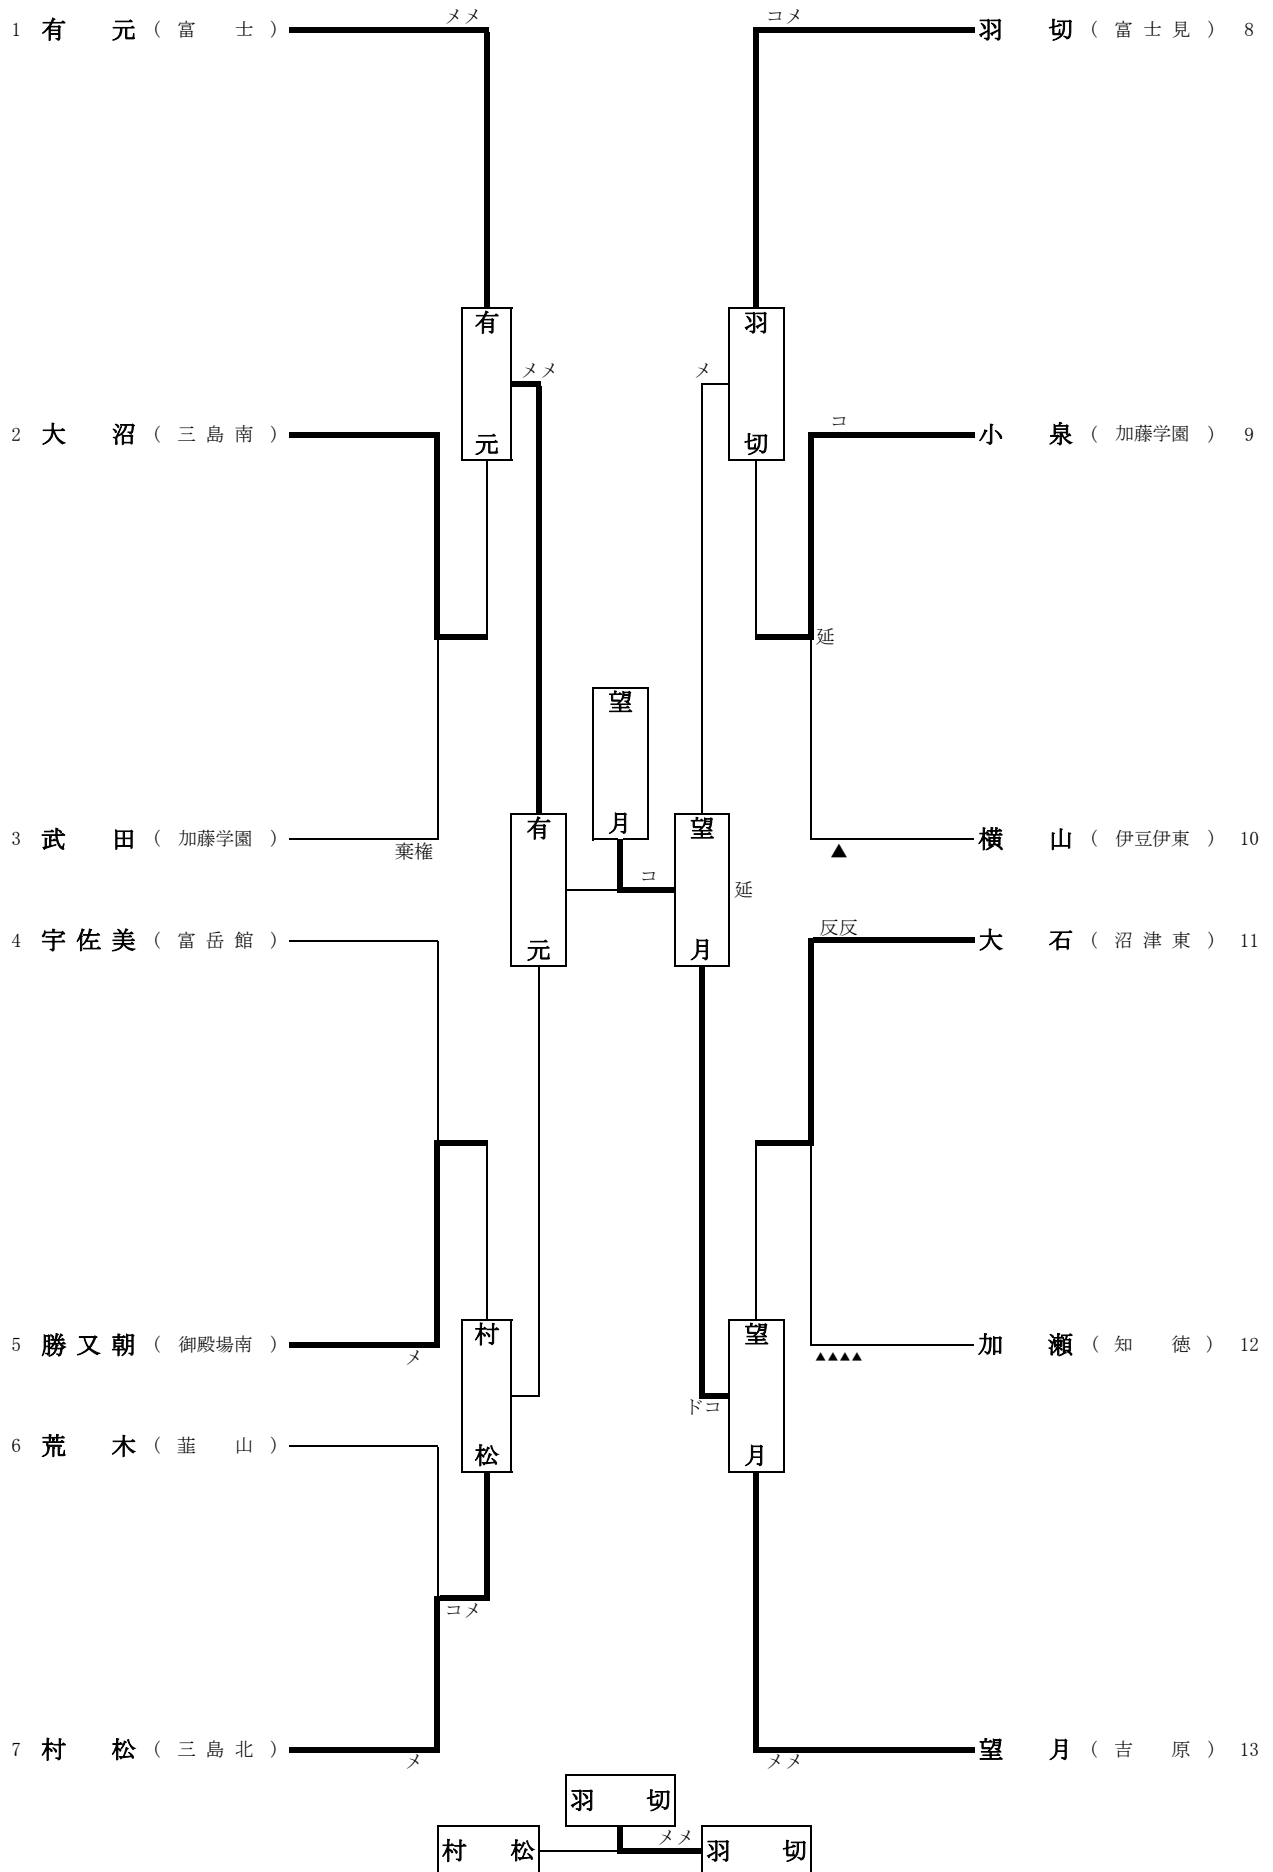 1 有元 （富士） メメ
コメ 羽切 （富士見） 8
有元
メメ
羽切
メ
2 大沼 （三島南）
コ 小泉 （加藤学園） 9
延
望月
3 武田 （加藤学園）
棄権
横山 （伊豆伊東） 10
▲
有元
望月
コ
延
4 宇佐美 （富岳館）
反反
大石 （沼津東） 11
5 勝又朝 （御殿場南）
メ
村松
望月
加瀬 （知徳） 12
▲▲▲▲
ドコ
6 荒木 （韮山）
コメ
7 村松 （三島北）
メ
望月 （吉原） 13
メメ
羽切
村松 メメ 羽切